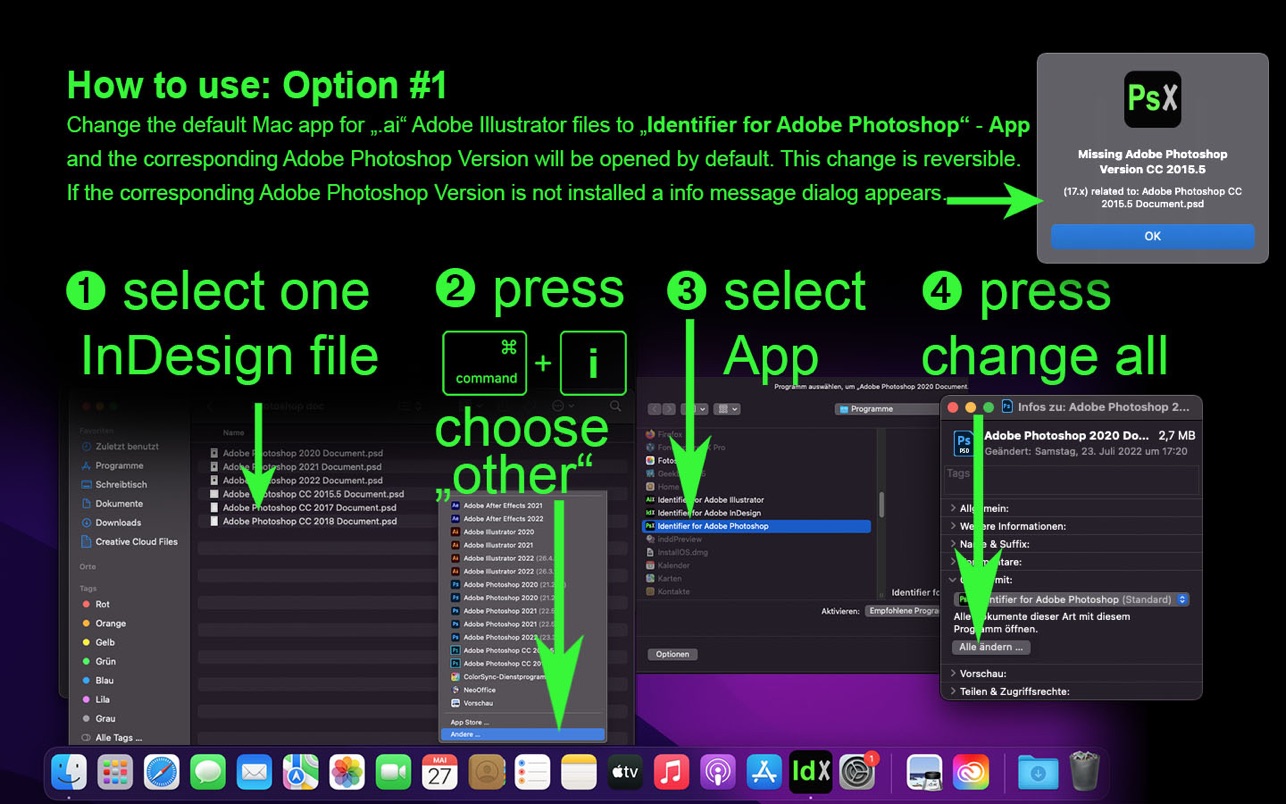 How to use: Option #1
Change the default Mac app for „.ai“ Adobe Illustrator files to „Identifier for Adobe Photoshop“ - App
and the corresponding Adobe Photoshop Version will be opened by default. This change is reversible.
If the corresponding Adobe Photoshop Version is not installed a info message dialog appears.
PsX
Missing Adobe Photoshop
Version CC 2015.5
(17.x) related to: Adobe Photoshop CC
2015.5 Document.psd
OK
❶ select one
InDesign file
❷ press
⌘
command + i
choose
„other“
❸ select
App
❹ press
change all
Favoriten
Zuletzt benutzt
Programme
Schreibtisch
Dokumente
Downloads
Creative Cloud Files
Orte
Tags
Rot
Orange
Gelb
Grün
Blau
Lila
Grau
Alle Tags ...
Name
Adobe Photoshop 2020 Document.psd
Adobe Photoshop 2021 Document.psd
Adobe Photoshop 2022 Document.psd
Adobe Photoshop CC 2015.5 Document.psd
Adobe Photoshop CC 2017 Document.psd
Adobe Photoshop CC 2018 Document.psd
Adobe After Effects 2021
Adobe After Effects 2022
Adobe Illustrator 2020
Adobe Illustrator 2021
Adobe Illustrator 2022 (26.4
Adobe Illustrator 2022 (26.3
Adobe Photoshop 2020 (21.2
Adobe Photoshop 2020 (21.
Adobe Photoshop 2021 (22.5
Adobe Photoshop 2021 (22.
Adobe Photoshop 2022 (23.
Adobe Photoshop CC
Adobe Photoshop CC 20
ColorSync-Dienstprogram
NeoOffice
Vorschau
App Store ...
Andere ...
Programm auswählen, um „Adobe Photoshop 2020 Document
Programme
Firefox
Pro
Fotos
Home
Identifier for Adobe Illustrator
Identifier for Adobe InDesign
Identifier for Adobe Photoshop
inddPreview
InstallOS.dmg
Kalender
Karten
Kontakte
Identifier fo
Aktivieren: Empfohlene Progra
Optionen
Infos zu: Adobe Photoshop 2...
Adobe Photoshop 2020 Do... 2,7 MB
Geändert: Samstag, 23. Juli 2022 um 17:20
Ps
PSD
Tags
Allgemein:
Weitere Informationen:
Name & Suffix:
mit:
Identifier for Adobe Photoshop (Standard)
Alle Dokumente dieser Art mit diesem
Programm öffnen.
Alle ändern ...
Vorschau:
Teilen & Zugriffsrechte:
MAI
27
tv
IdX
1